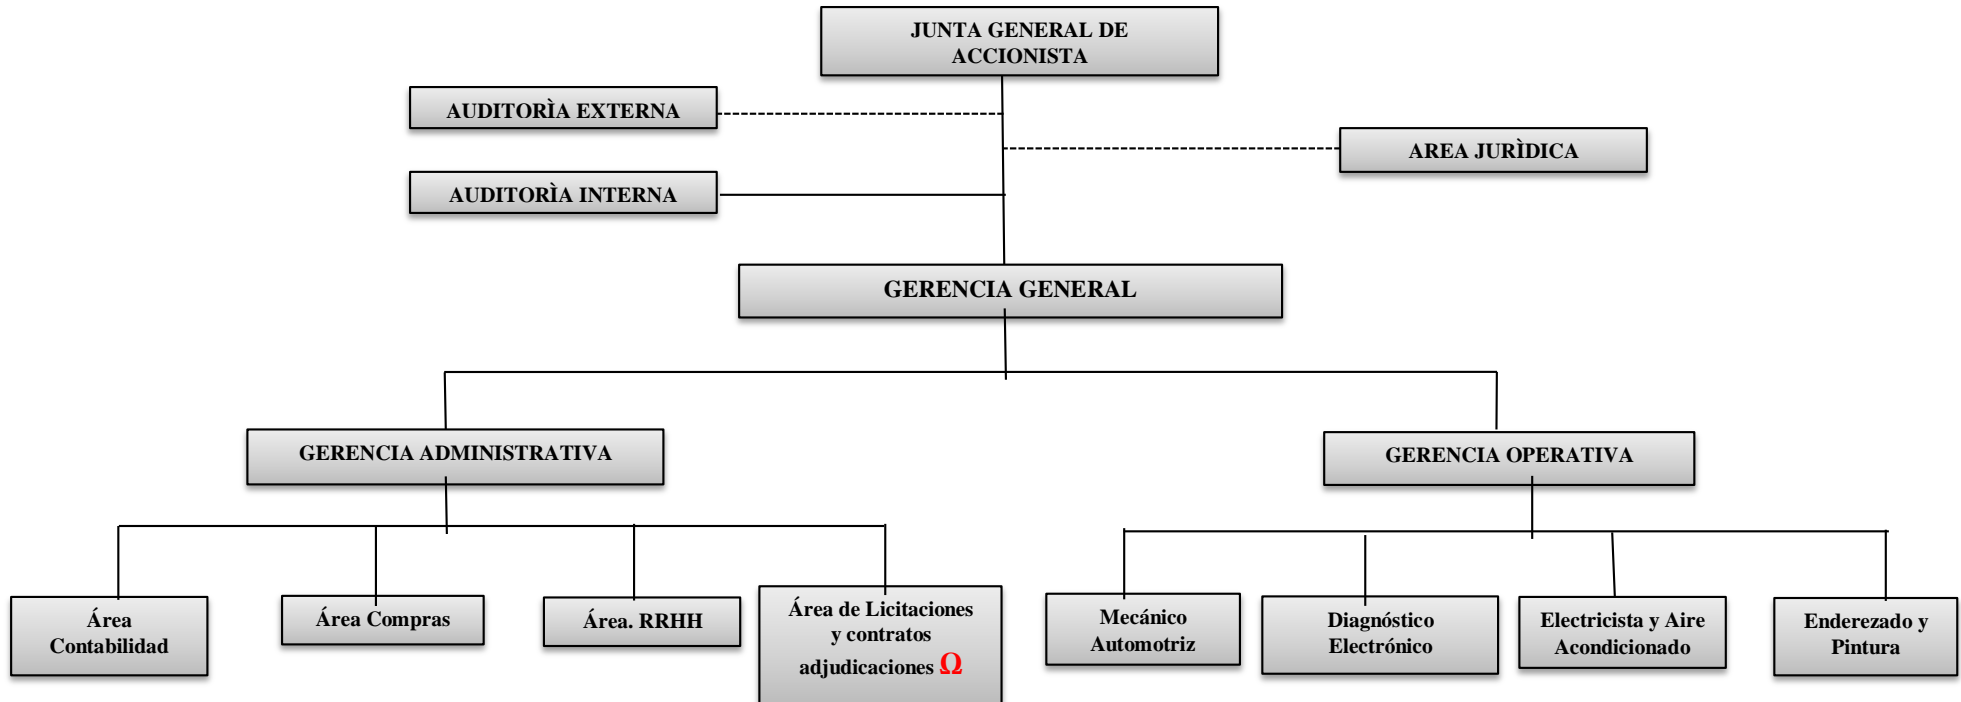 JUNTA GENERAL DE
ACCIONISTA
AUDITORÌA EXTERNA
AREA JURÌDICA
AUDITORÌA INTERNA
GERENCIA GENERAL
GERENCIA ADMINISTRATIVA
GERENCIA OPERATIVA
Área
Contabilidad
Área Compras
Área. RRHH
Área de Licitaciones
y contratos
adjudicaciones Ω
Mecánico
Automotriz
Diagnóstico
Electrónico
Electricista y Aire
Acondicionado
Enderezado y
Pintura